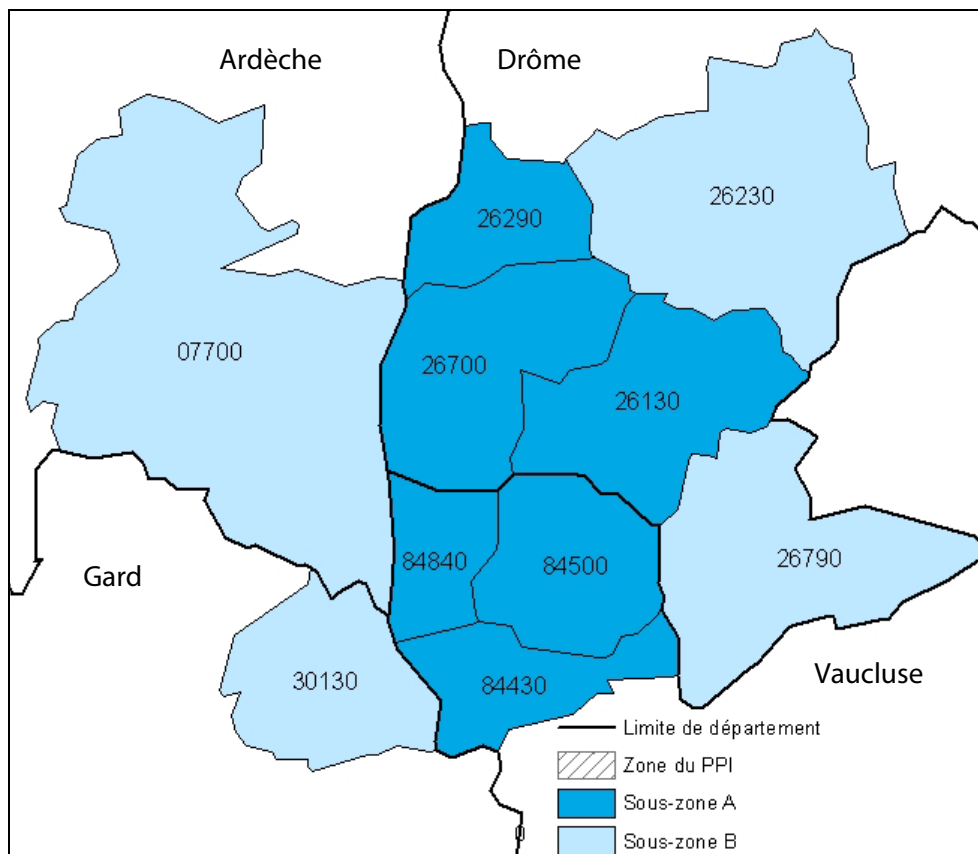 Ardèche
Drôme
26230
26290
07700
26700
26130
84840
84500
26790
Gard
30130
84430
Vaucluse
Limite de département
Zone du PPI
Sous-zone A
Sous-zone B